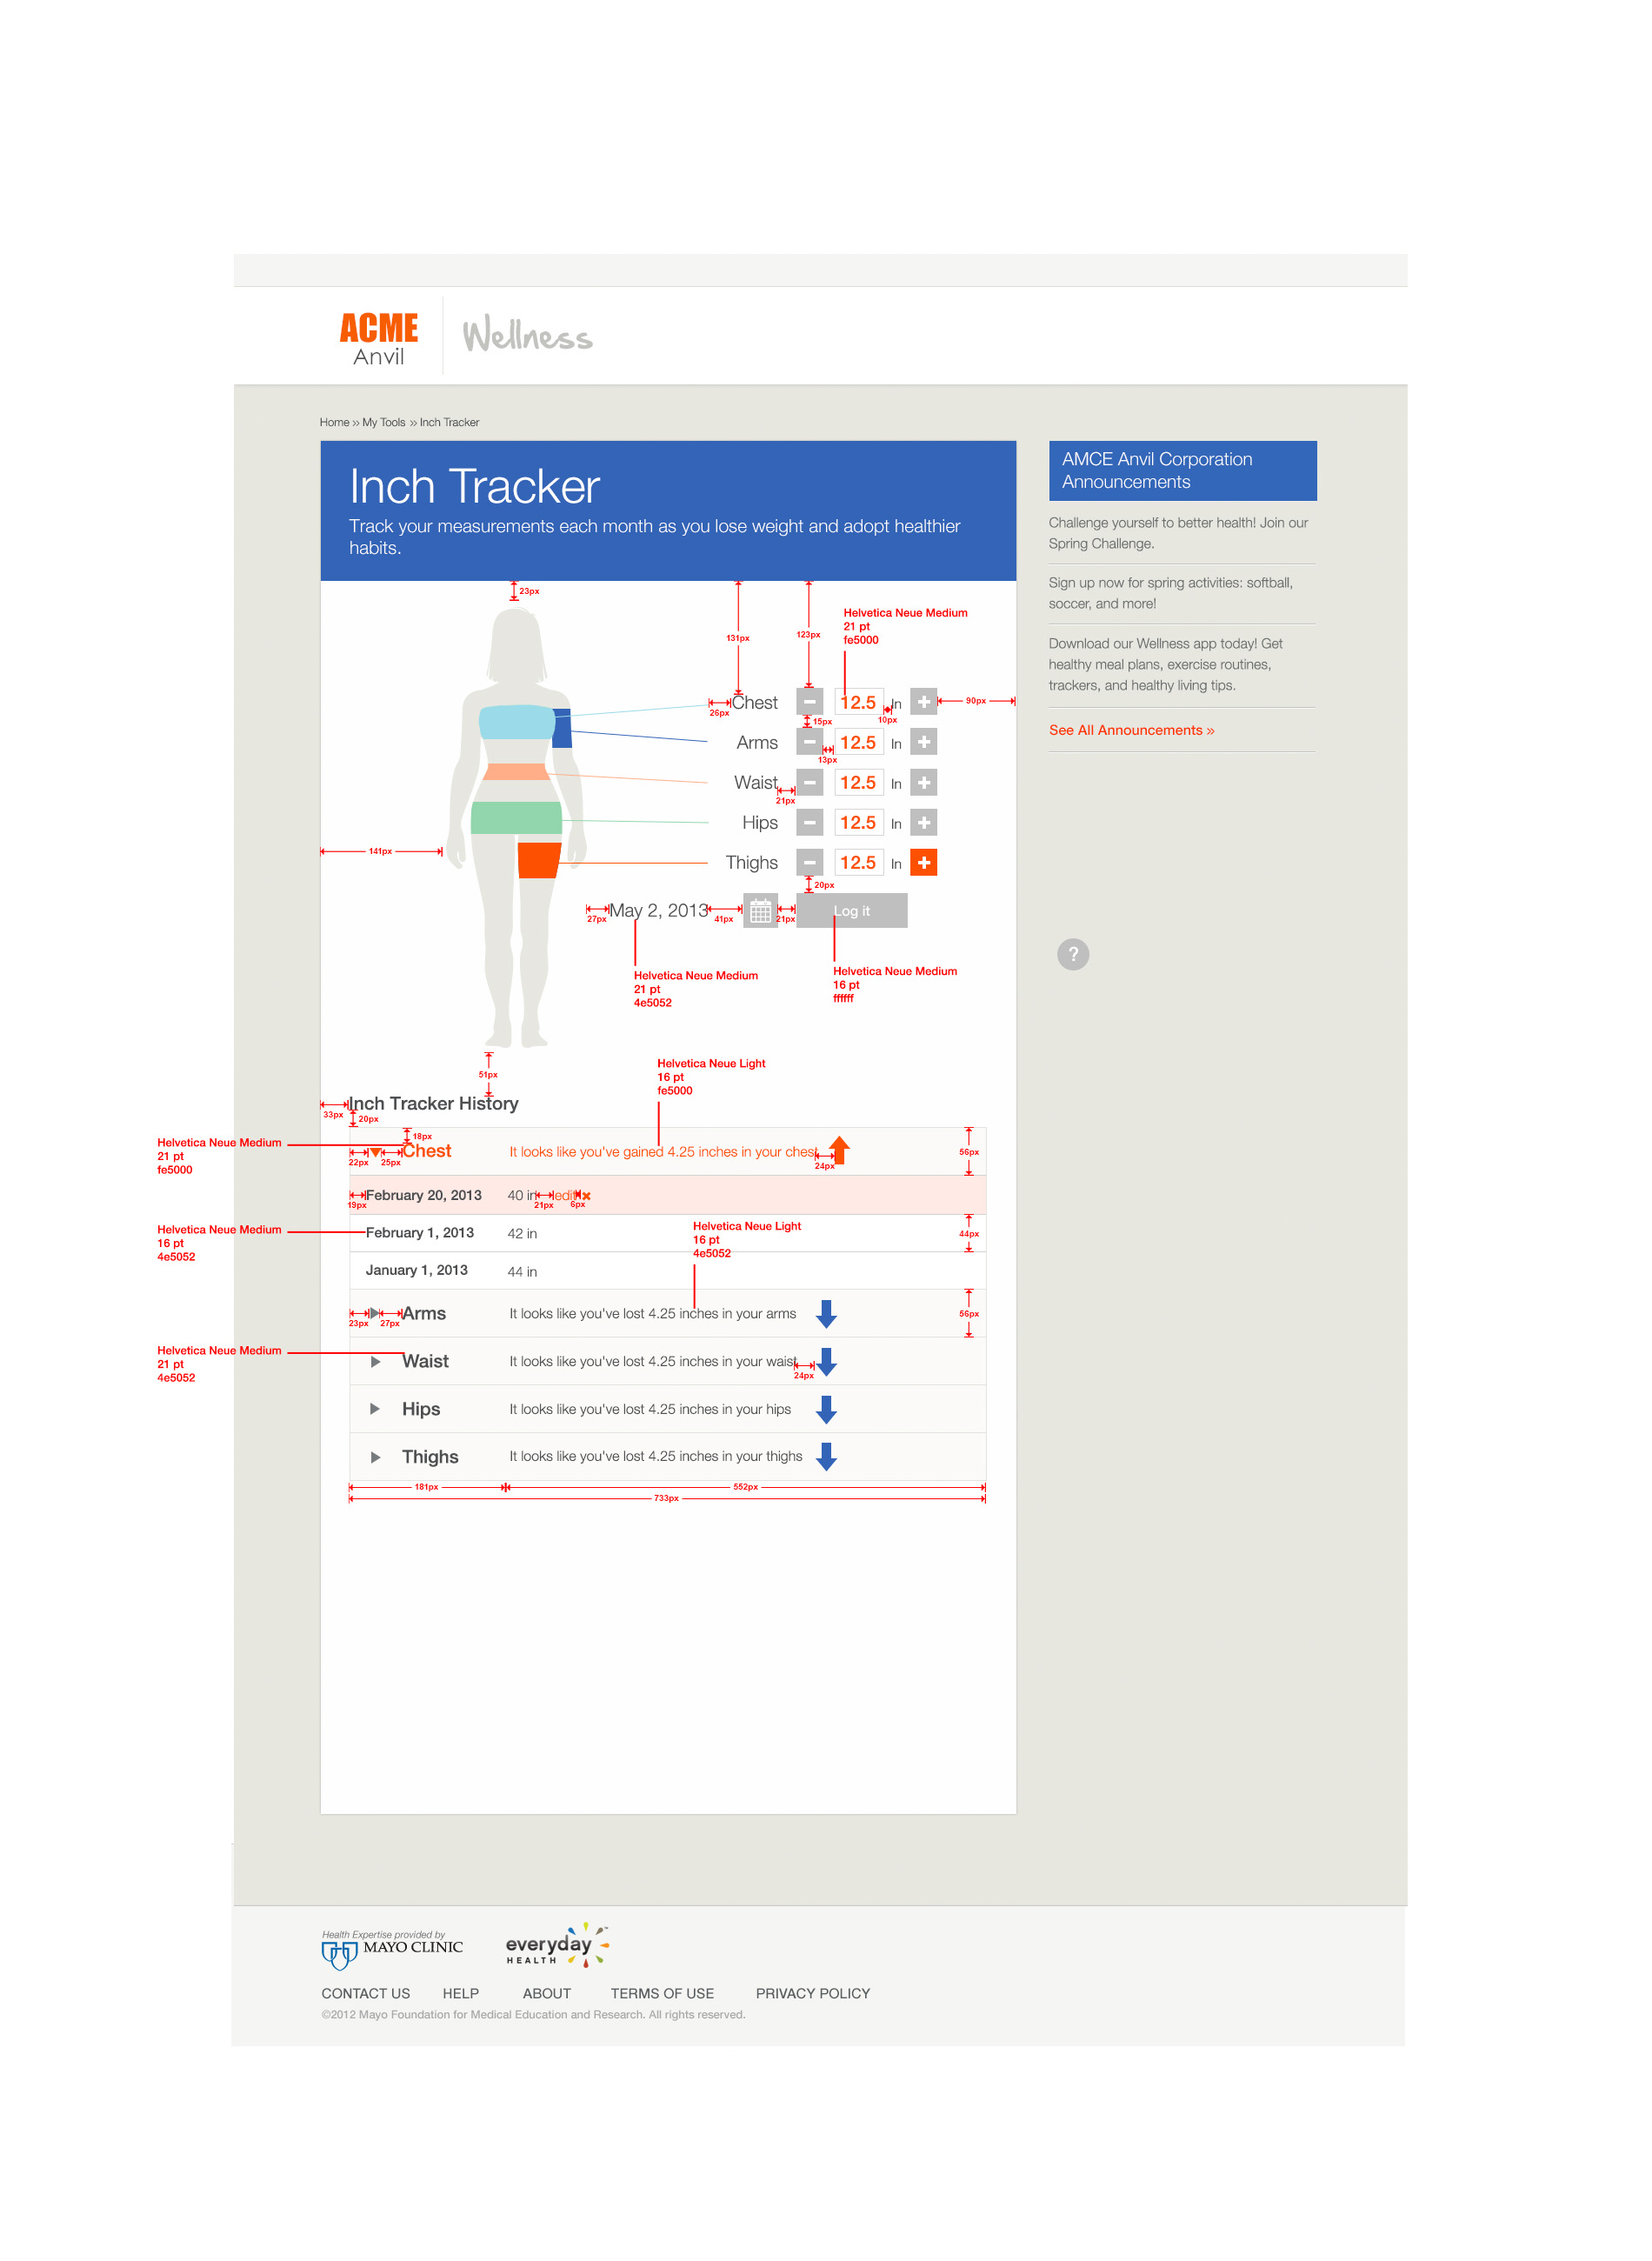 ACME
Anvil
Wellness
Home » My Tools » Inch Tracker
Inch Tracker
Track your measurements each month as you lose weight and adopt healthier
habits.
AMCE Anvil Corporation
Announcements
Challenge yourself to better health! Join our
Spring Challenge.
Sign up now for spring activities: softball,
soccer, and more!
Download our Wellness app today! Get
healthy meal plans, exercise routines,
trackers, and healthy living tips.
See All Announcements »
23px
131px
123px
Helvetica Neue Medium
21 pt
fe5000
26px
Chest
12.5
In
90px
15px
10px
Arms
12.5
In
13px
Waist
12.5
In
21px
Hips
12.5
In
141px
Thighs
12.5
In
20px
27px
May 2, 2013
41px
21px
Log it
?
Helvetica Neue Medium
21 pt
4e5052
Helvetica Neue Medium
16 pt
ffffff
51px
Helvetica Neue Light
16 pt
fe5000
33px
Inch Tracker History
20px
18px
Helvetica Neue Medium
21 pt
fe5000
22px
25px
Chest
It looks like you've gained 4.25 inches in your chest
24px
56px
19px
February 20, 2013
40 in
21px
edit
6px
Helvetica Neue Medium
16 pt
4e5052
February 1, 2013
42 in
Helvetica Neue Light
16 pt
4e5052
44px
January 1, 2013
44 in
23px
27px
Arms
It looks like you've lost 4.25 inches in your arms
56px
Helvetica Neue Medium
21 pt
4e5052
Waist
It looks like you've lost 4.25 inches in your waist
24px
Hips
It looks like you've lost 4.25 inches in your hips
Thighs
It looks like you've lost 4.25 inches in your thighs
181px
552px
733px
Health Expertise provided by
MAYO CLINIC
everyday™
HEALTH
CONTACT US
HELP
ABOUT
TERMS OF USE
PRIVACY POLICY
©2012 Mayo Foundation for Medical Education and Research. All rights reserved.